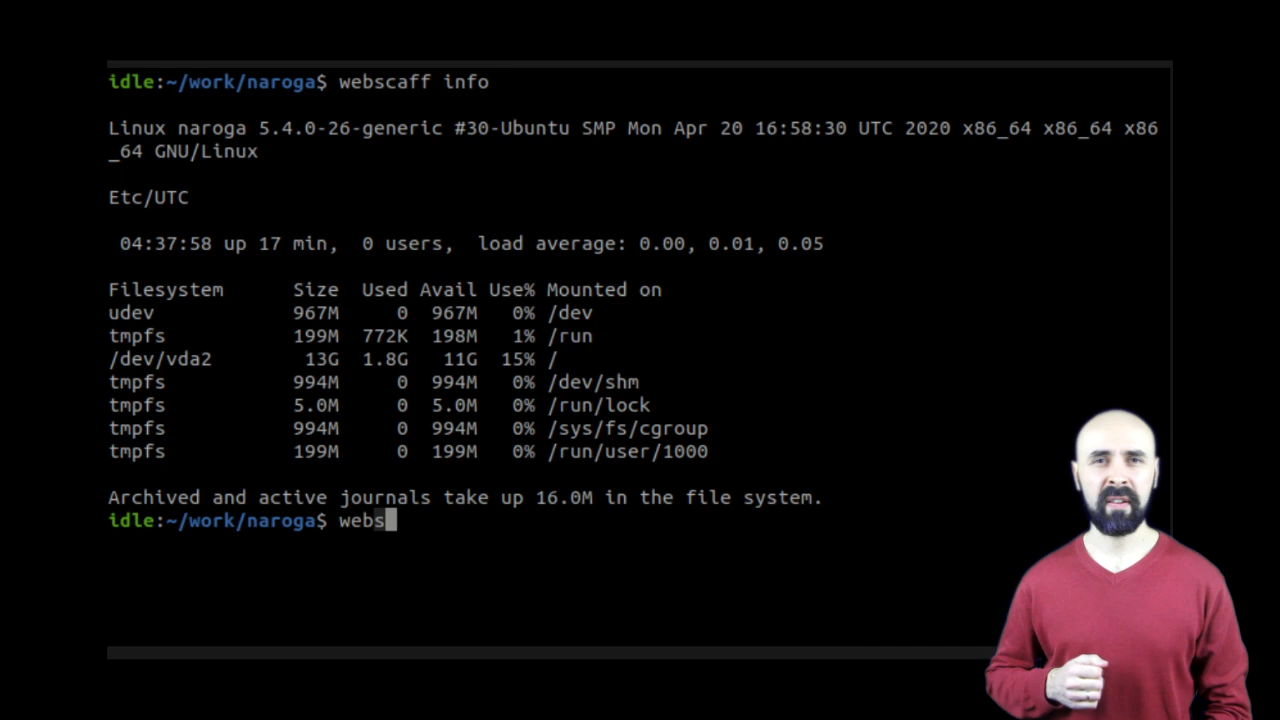 idle:~/work/naroga$ webscaff info
Linux naroga 5.4.0-26-generic #30-Ubuntu SMP Mon Apr 20 16:58:30 UTC 2020 x86_64 x86_64 x86
_64 GNU/Linux
Etc/UTC
04:37:58 up 17 min,  0 users,  load average: 0.00, 0.01, 0.05
Filesystem      Size  Used Avail Use% Mounted on
udev            967M     0  967M   0% /dev
tmpfs           199M  772K  198M   1% /run
/dev/vda2        13G  1.8G   11G  15% /
tmpfs           994M     0  994M   0% /dev/shm
tmpfs           5.0M     0  5.0M   0% /run/lock
tmpfs           994M     0  994M   0% /sys/fs/cgroup
tmpfs           199M     0  199M   0% /run/user/1000
Archived and active journals take up 16.0M in the file system.
idle:~/work/naroga$ webs